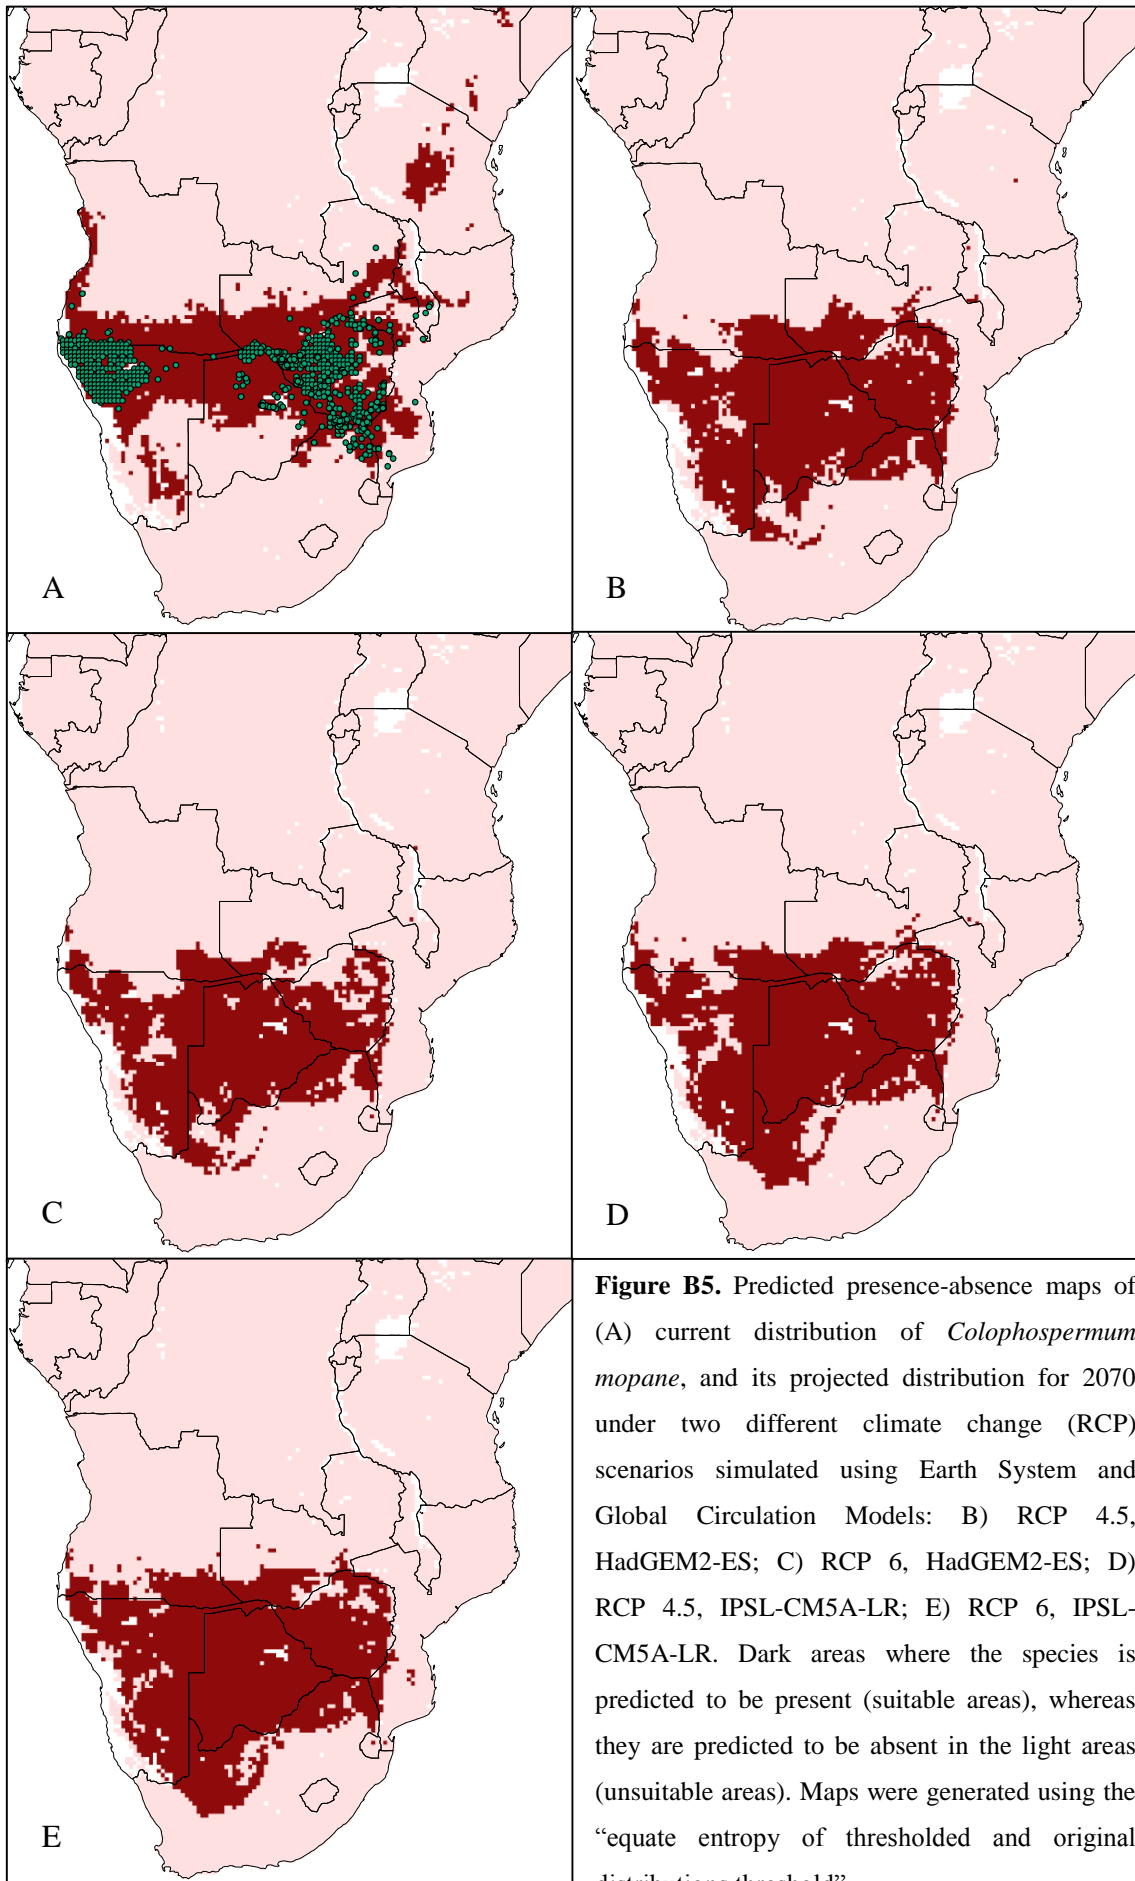 A
B
C
D
E
Figure B5. Predicted presence-absence maps of
(A) current distribution of Colophospermum
mopane, and its projected distribution for 2070
under two different climate change (RCP)
scenarios simulated using Earth System and
Global Circulation Models: B) RCP 4.5,
HadGEM2-ES; C) RCP 6, HadGEM2-ES; D)
RCP 4.5, IPSL-CM5A-LR; E) RCP 6, IPSL-
CM5A-LR. Dark areas where the species is
predicted to be present (suitable areas), whereas
they are predicted to be absent in the light areas
(unsuitable areas). Maps were generated using the
“equate entropy of thresholded and original
distributions threshold”